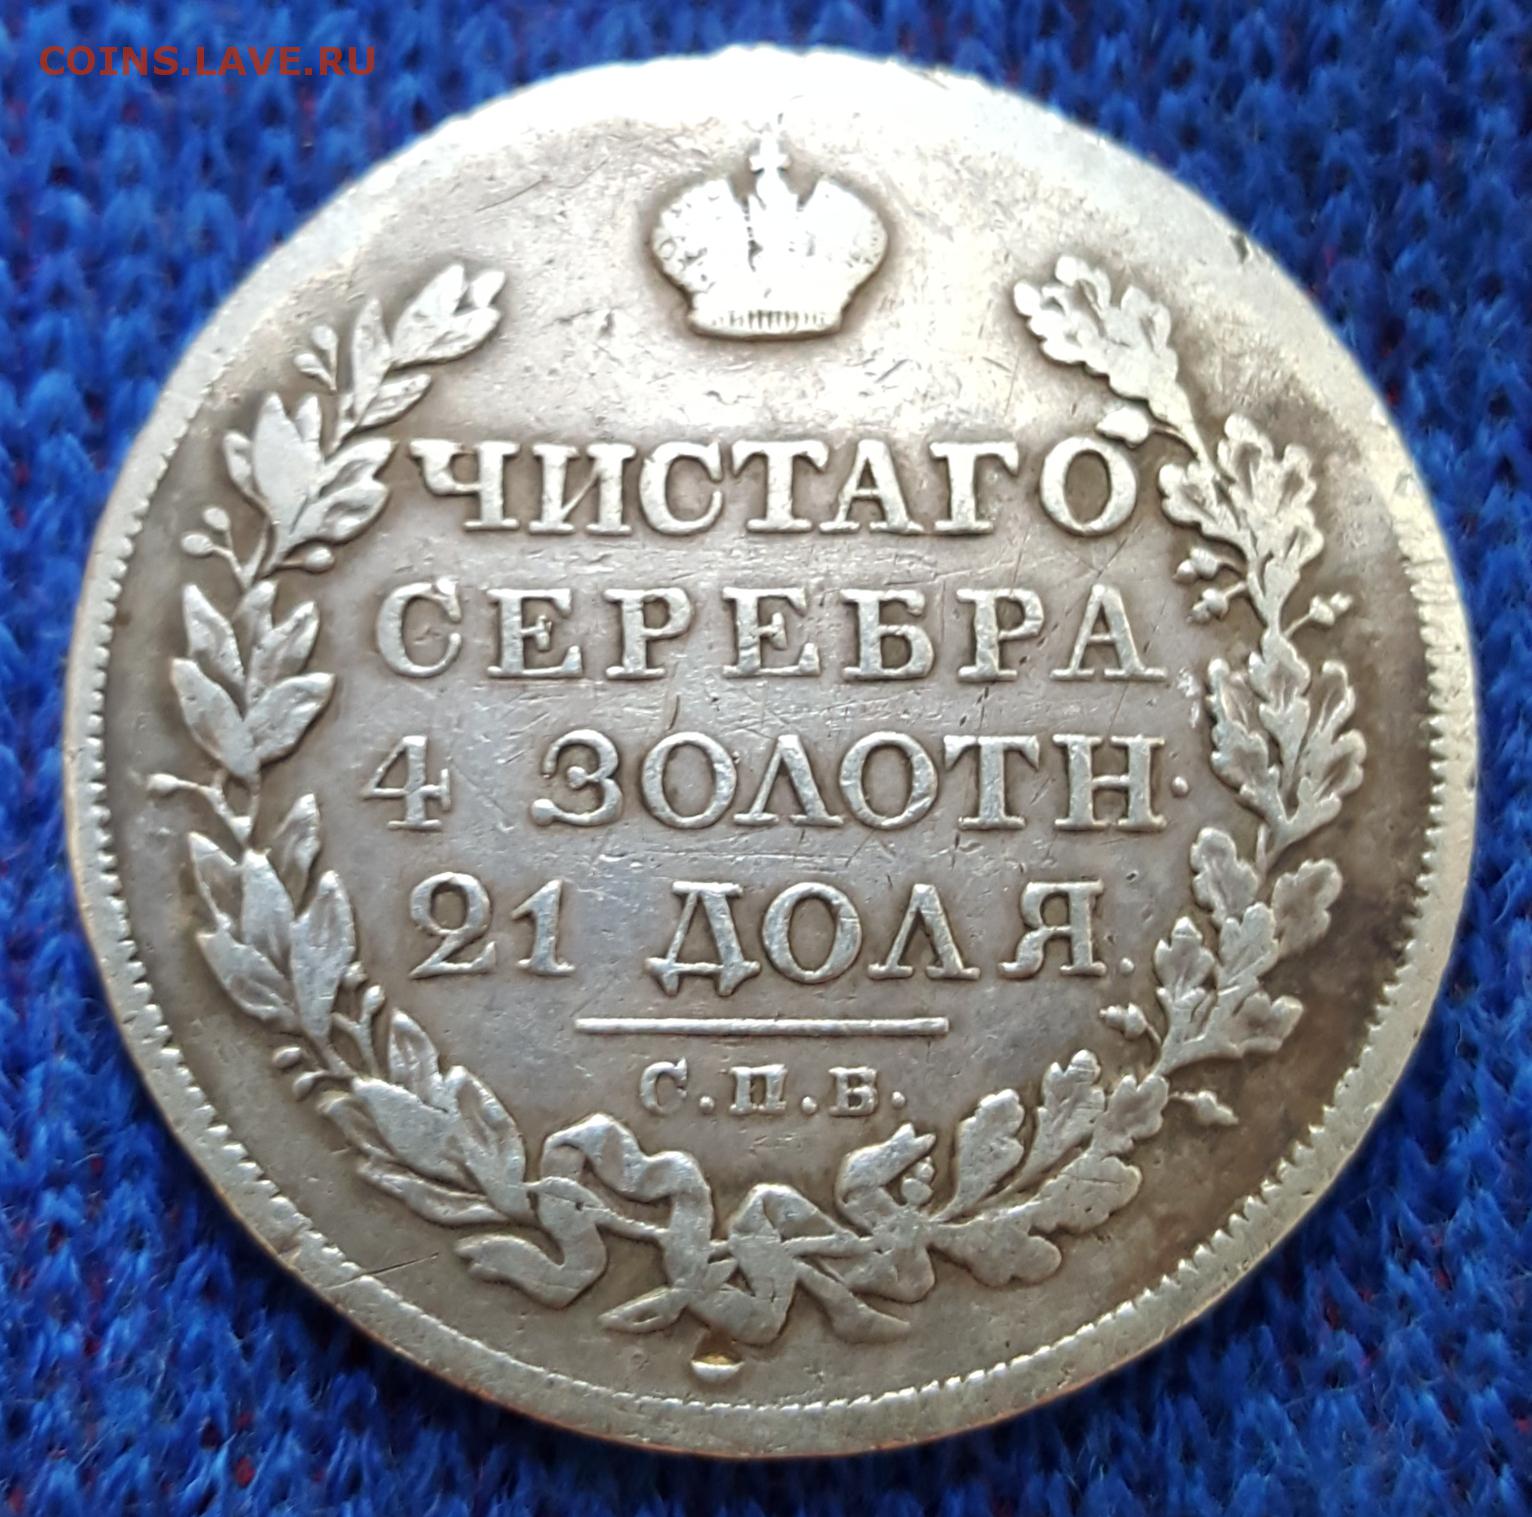 COINS.LAVE.RU
ЧИСТАГО
СЕРЕБРА
4 ЗОЛОТН.
21 ДОЛЯ.
С.П.Б.